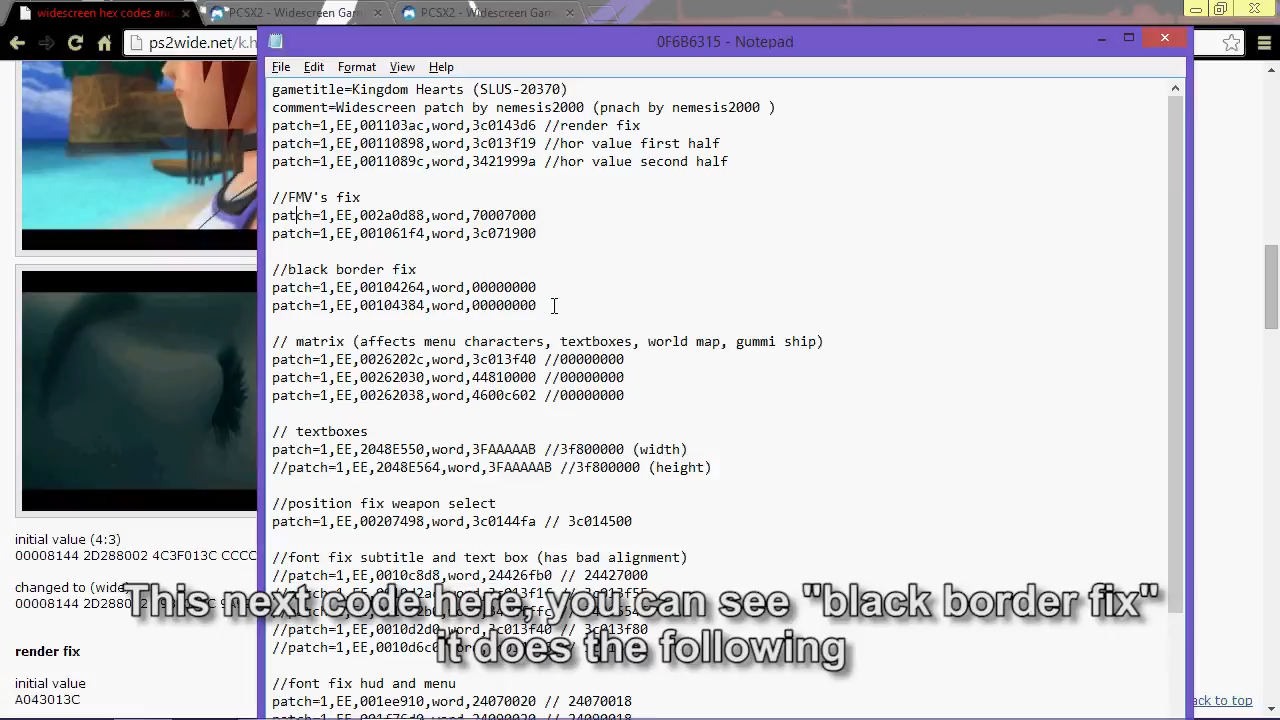 widescreen hex codes and
PCSX2 - Widescreen Gam
PCSX2 - Widescreen Gam
ps2wide.net/k.h
0F6B6315 - Notepad
File Edit Format View Help
gametitle=Kingdom Hearts (SLUS-20370)
comment=Widescreen patch by nemesis2000 (pnach by nemesis2000 )
patch=1,EE,001103ac,word,3c0143d6 //render fix
patch=1,EE,00110898,word,3c013f19 //hor value first half
patch=1,EE,0011089c,word,3421999a //hor value second half
//FMV's fix
patch=1,EE,002a0d88,word,70007000
patch=1,EE,001061f4,word,3c071900
//black border fix
patch=1,EE,00104264,word,00000000
patch=1,EE,00104384,word,00000000
// matrix (affects menu characters, textboxes, world map, gummi ship)
patch=1,EE,0026202c,word,3c013f40 //00000000
patch=1,EE,00262030,word,44810000 //00000000
patch=1,EE,00262038,word,4600c602 //00000000
// textboxes
patch=1,EE,2048E550,word,3FAAAAAB //3f800000 (width)
//patch=1,EE,2048E564,word,3FAAAAAB //3f800000 (height)
//position fix weapon select
patch=1,EE,00207498,word,3c0144fa // 3c014500
//font fix subtitle and text box (has bad alignment)
//patch=1,EE,0010c8d8,word,24426fb0 // 24427000
//patch=1,EE,0010d2d0,word,3c013f40 //3c013f80
//font fix hud and menu
patch=1,EE,001ee910,word,24070020 // 24070018
initial value (4:3)
00008144 2D288002 4C3F013C CCCC
changed to (wide)
render fix
initial value
A043013C
ack to top
This next code here, you can see "black border fix"
it does the following